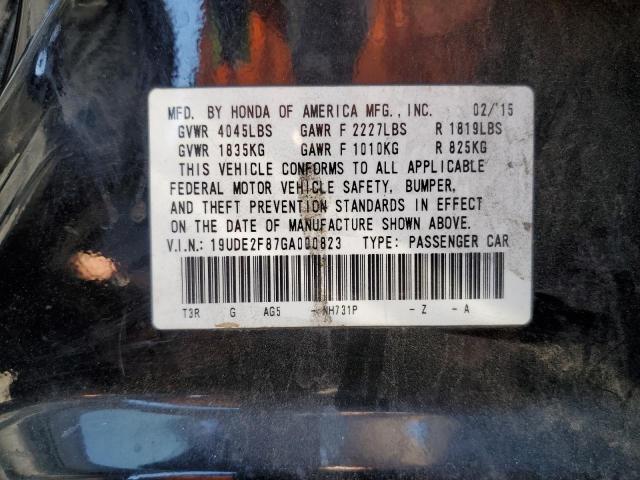 MFD. BY HONDA OF AMERICA MFG., INC. 02/'15
GVWR 4045LBS GAWR F 2227LBS R 1819LBS
GVWR 1835KG GAWR F 1010KG R 825KG
THIS VEHICLE CONFORMS TO ALL APPLICABLE
FEDERAL MOTOR VEHICLE SAFETY, BUMPER,
AND THEFT PREVENTION STANDARDS IN EFFECT
ON THE DATE OF MANUFACTURE SHOWN ABOVE.
V.I.N.: 19UDE2F87GA000823 TYPE: PASSENGER CAR
T3R G AG5 - NH731P - Z - A